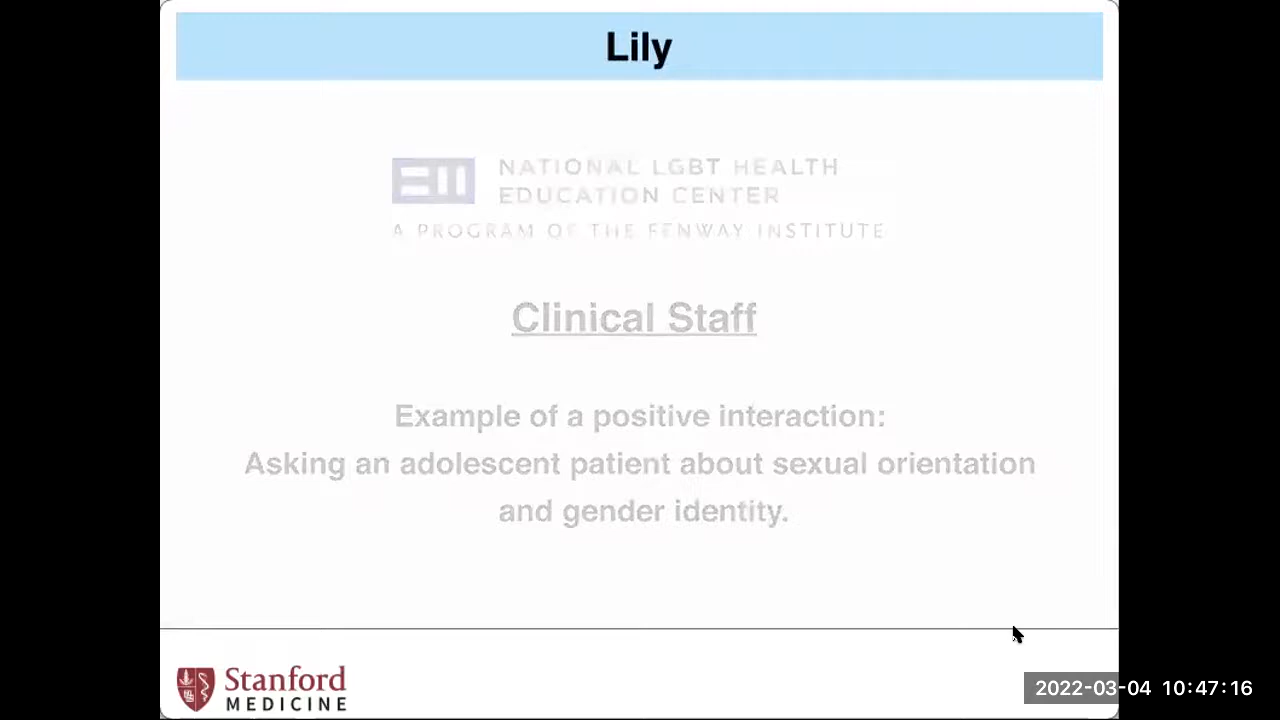 Lily
NATIONAL LGBT HEALTH
EDUCATION CENTER
A PROGRAM OF THE FENWAY INSTITUTE
Clinical Staff
Example of a positive interaction:
Asking an adolescent patient about sexual orientation
and gender identity.
Stanford
MEDICINE
2022-03-04 10:47:16